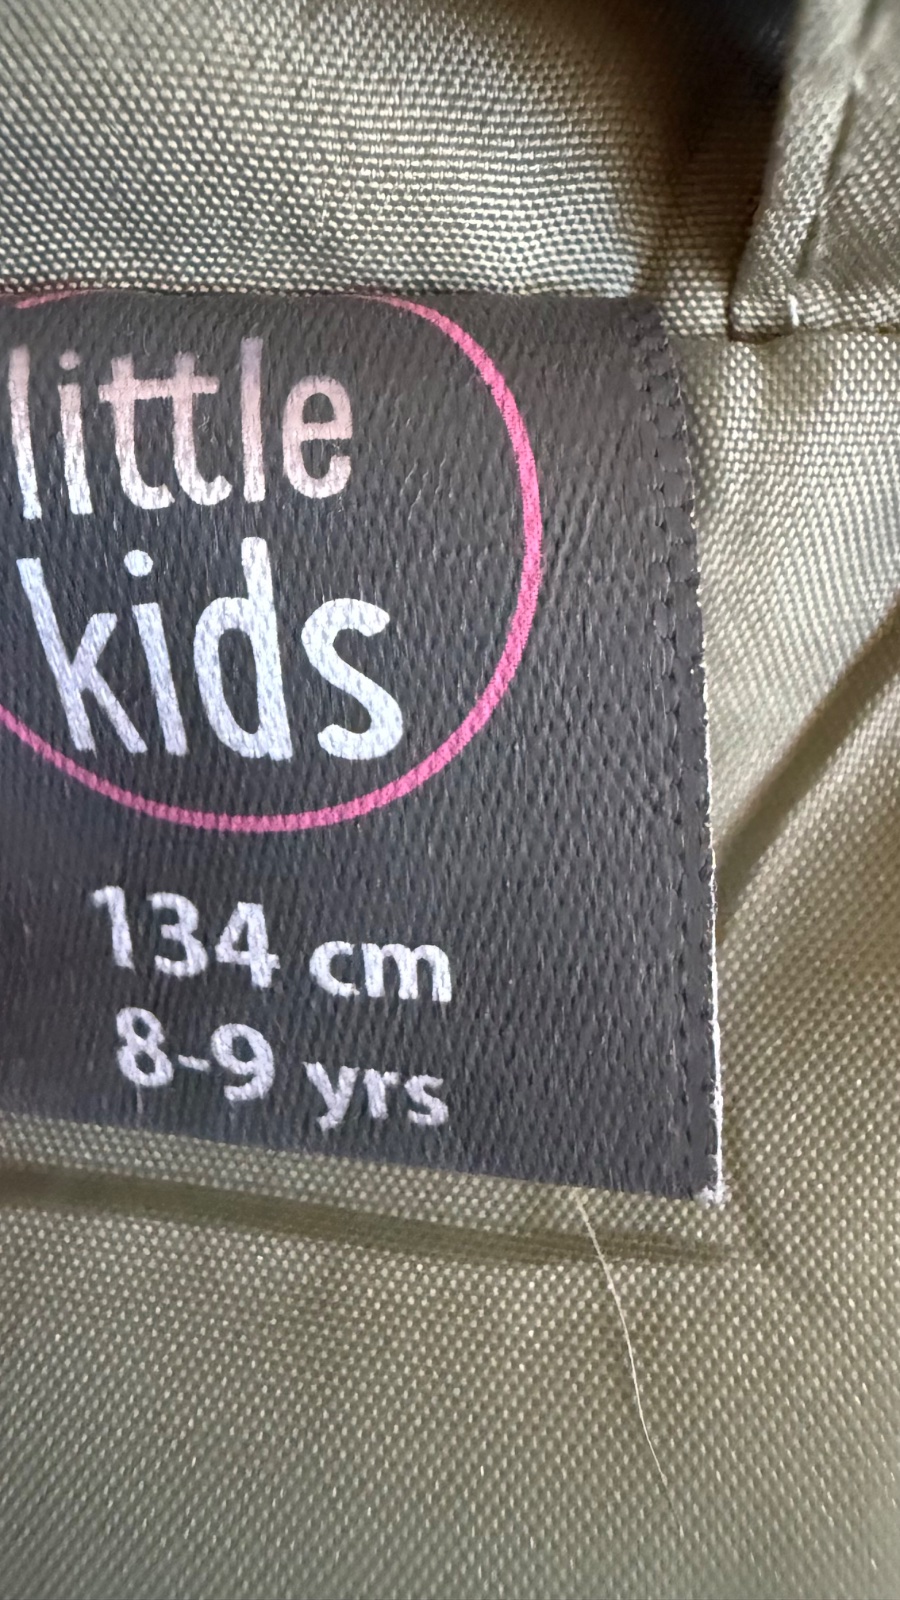 little
kids
134 cm
8-9 yrs